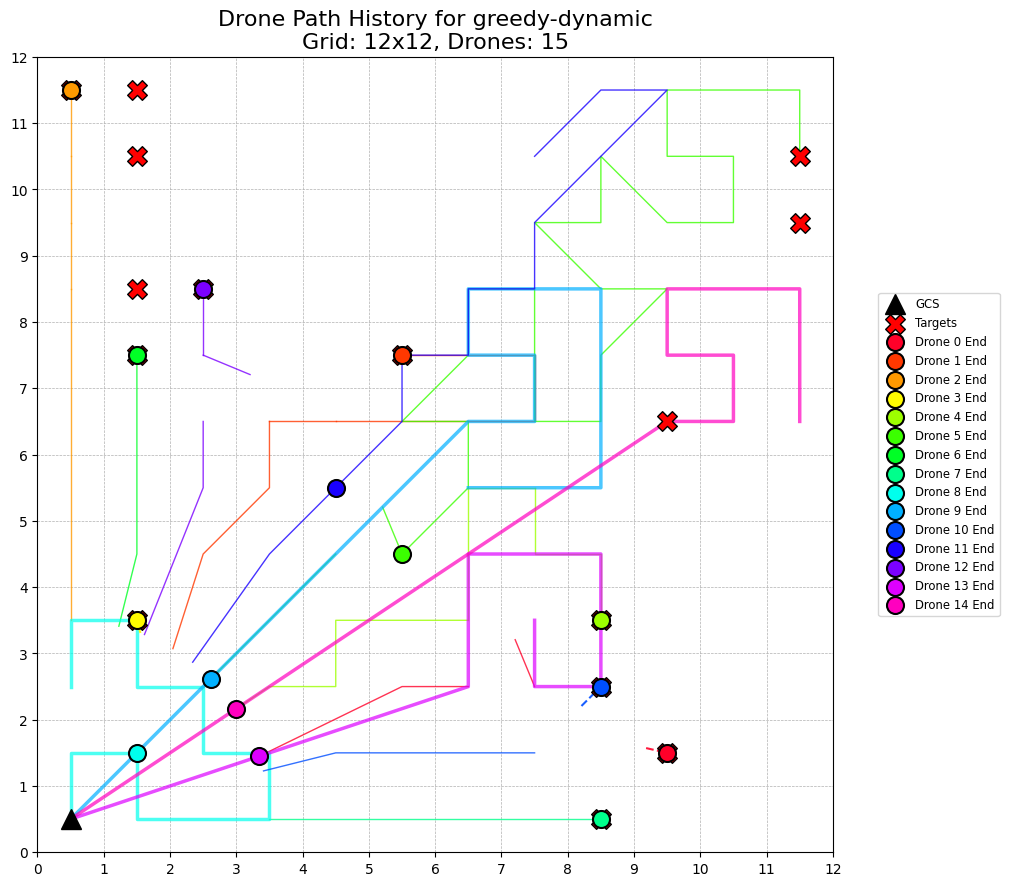 Drone Path History for greedy-dynamic
Grid: 12x12, Drones: 15
12
11
10
9
8
7
6
5
4
3
2
1
0
0 1 2 3 4 5 6 7 8 9 10 11 12
GCS
Targets
Drone 0 End
Drone 1 End
Drone 2 End
Drone 3 End
Drone 4 End
Drone 5 End
Drone 6 End
Drone 7 End
Drone 8 End
Drone 9 End
Drone 10 End
Drone 11 End
Drone 12 End
Drone 13 End
Drone 14 End